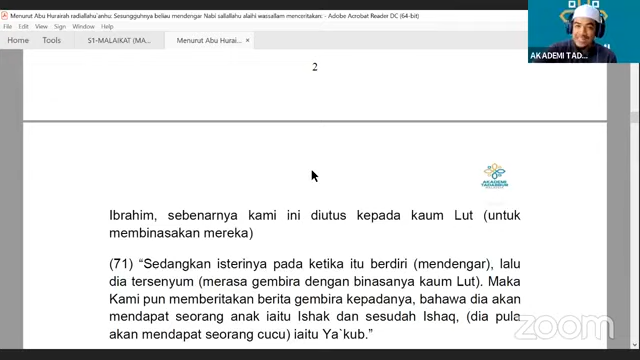 Menurut Abu Hurairah radiallahu`anhu: Sesungguhnya beliau mendengar Nabi sallallahu alaihi wassallam menceritakan: - Adobe Acrobat Reader DC (64-bit)
File Edit View Sign Window Help
Home Tools S1-MALAIKAT (MA... Menurut Abu Hurair... ×
AKADEMI TAD...
2
AKADEMI
TADABBUR
Ibrahim, sebenarnya kami ini diutus kepada kaum Lut (untuk
membinasakan mereka)
(71) “Sedangkan isterinya pada ketika itu berdiri (mendengar), lalu
dia tersenyum (merasa gembira dengan binasanya kaum Lut). Maka
Kami pun memberitakan berita gembira kepadanya, bahawa dia akan
mendapat seorang anak iaitu Ishak dan sesudah Ishaq, (dia pula
akan mendapat seorang cucu) iaitu Ya`kub.”
zoom